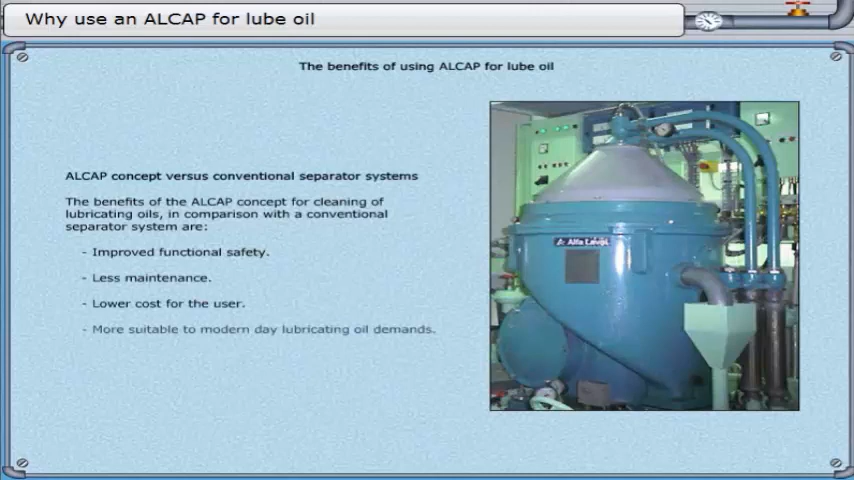 Why use an ALCAP for lube oil
The benefits of using ALCAP for lube oil
ALCAP concept versus conventional separator systems
The benefits of the ALCAP concept for cleaning of
lubricating oils, in comparison with a conventional
separator system are:
- Improved functional safety.
- Less maintenance.
- Lower cost for the user.
- More suitable to modern day lubricating oil demands.
Alfa Laval